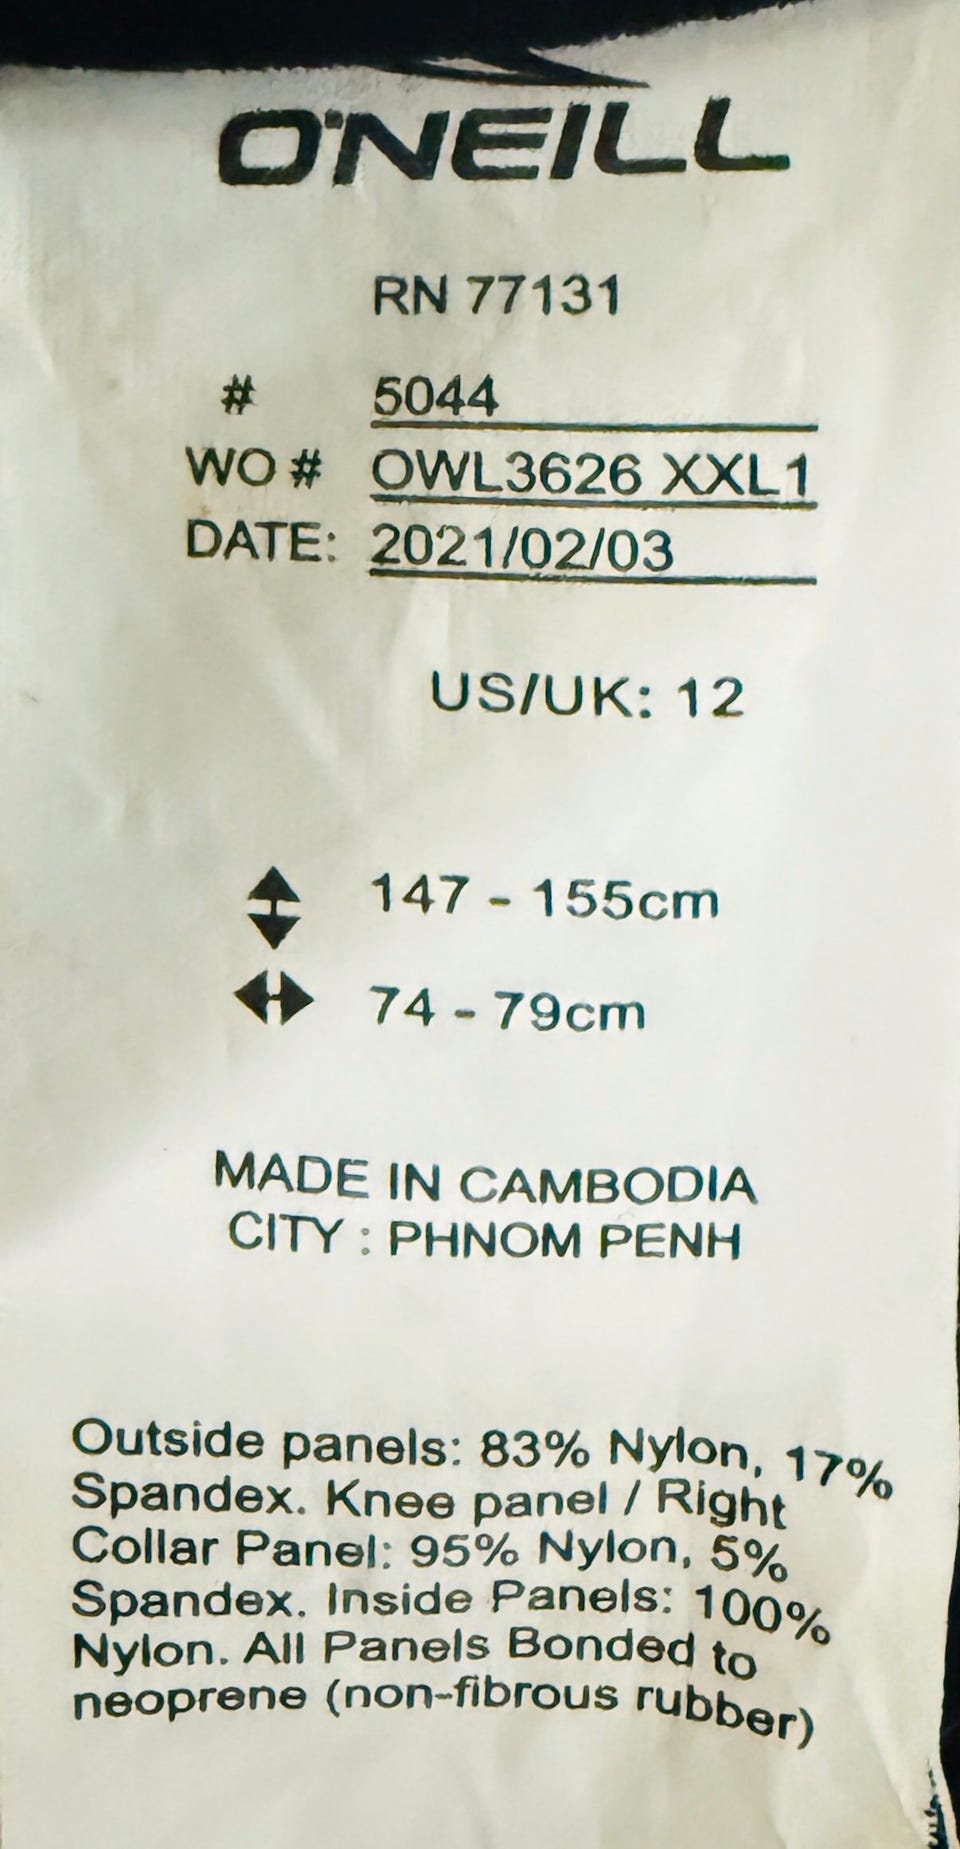 O'NEILL
RN 77131
# 5044
WO # OWL3626 XXL1
DATE: 2021/02/03
US/UK: 12
147 - 155cm
74 - 79cm
MADE IN CAMBODIA
CITY : PHNOM PENH
Outside panels: 83% Nylon, 17%
Spandex. Knee panel / Right
Collar Panel: 95% Nylon, 5%
Spandex. Inside Panels: 100%
Nylon. All Panels Bonded to
neoprene (non-fibrous rubber)